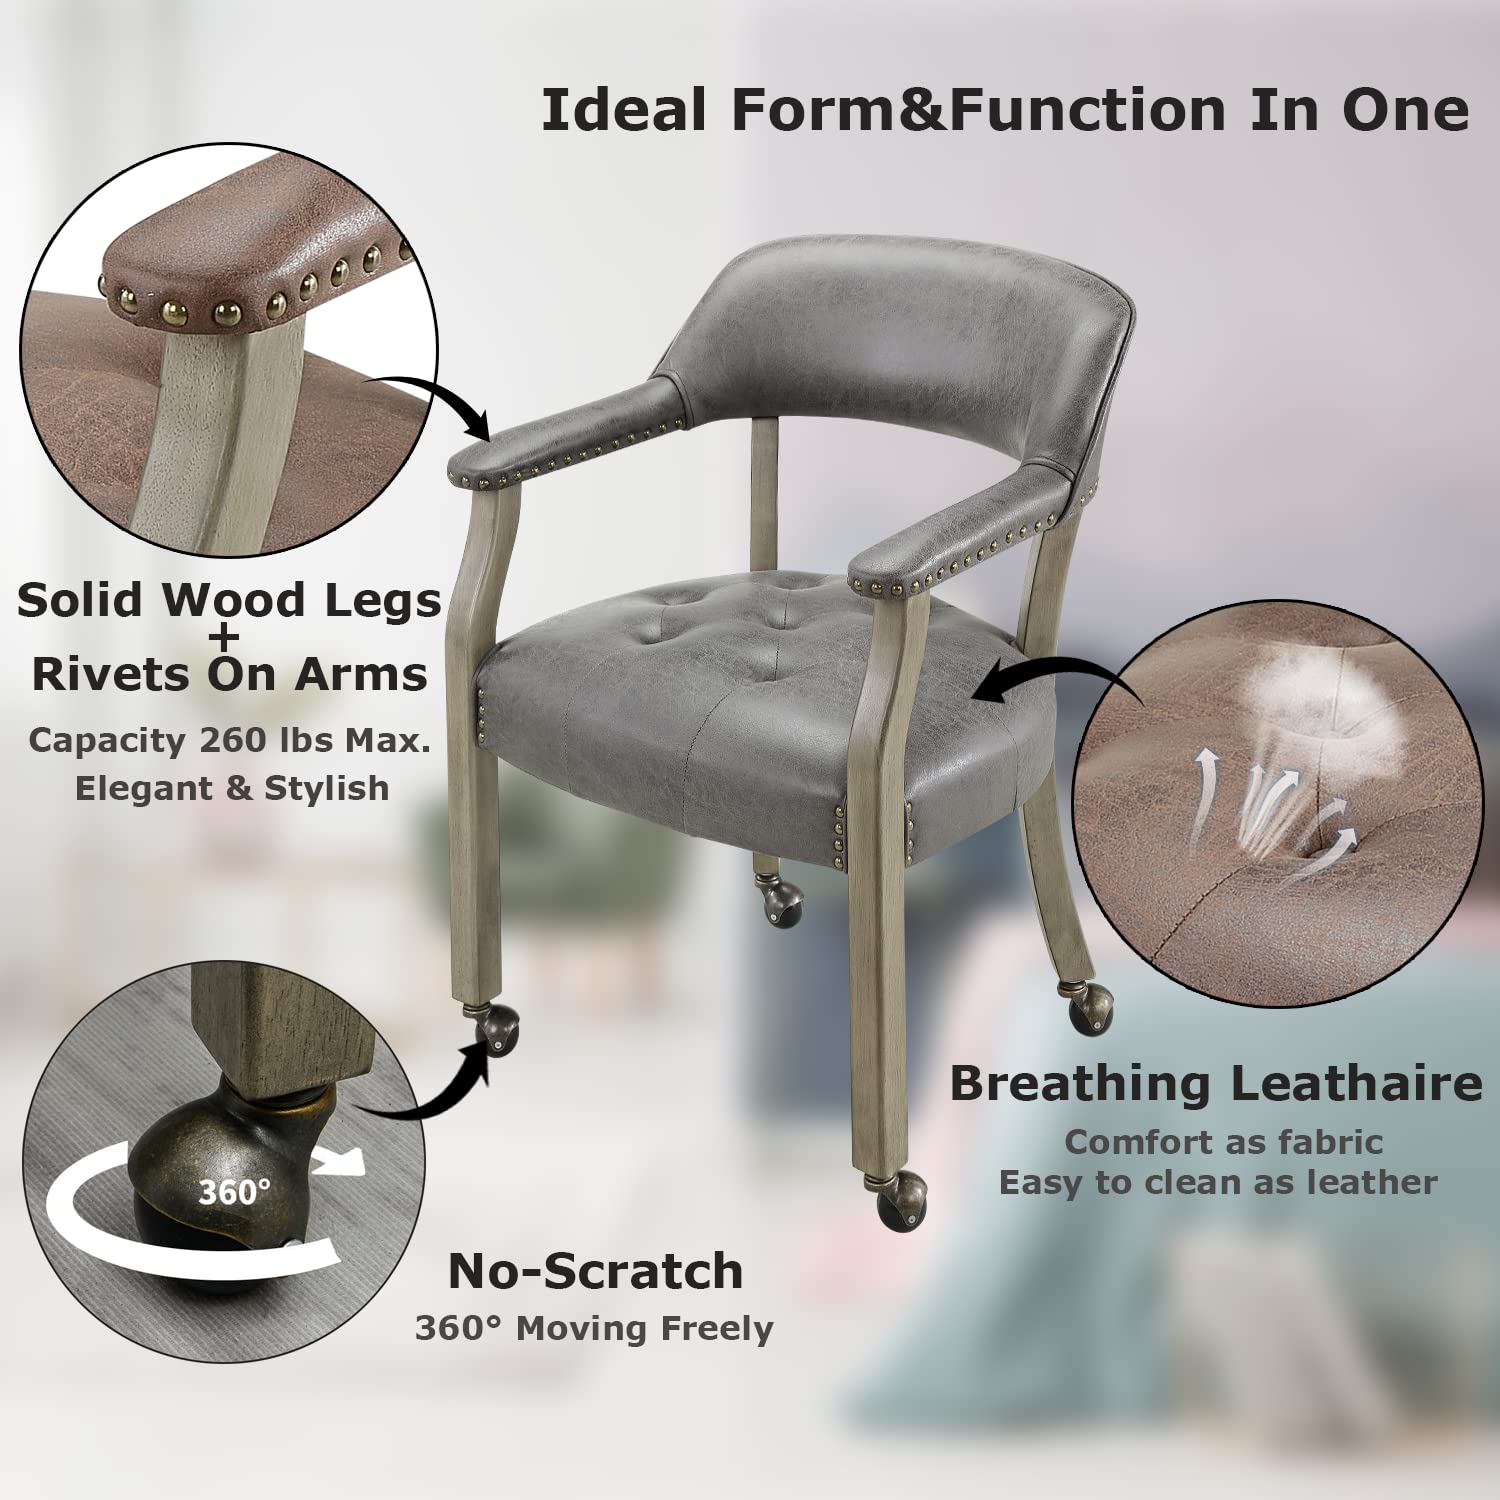 Ideal Form&Function In One
Solid Wood Legs
+
Rivets On Arms
Capacity 260 lbs Max.
Elegant & Stylish
Breathing Leathaire
Comfort as fabric
Easy to clean as leather
360°
No-Scratch
360° Moving Freely